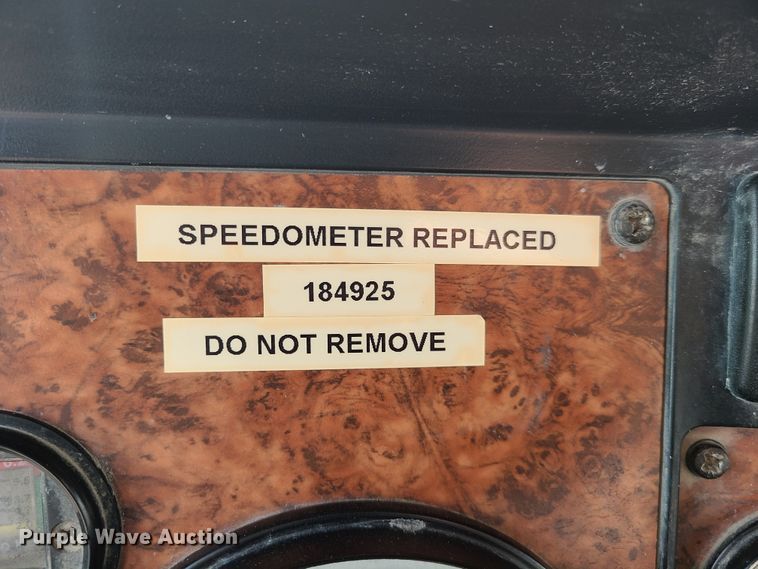 SPEEDOMETER REPLACED
184925
DO NOT REMOVE
Purple Wave Auction